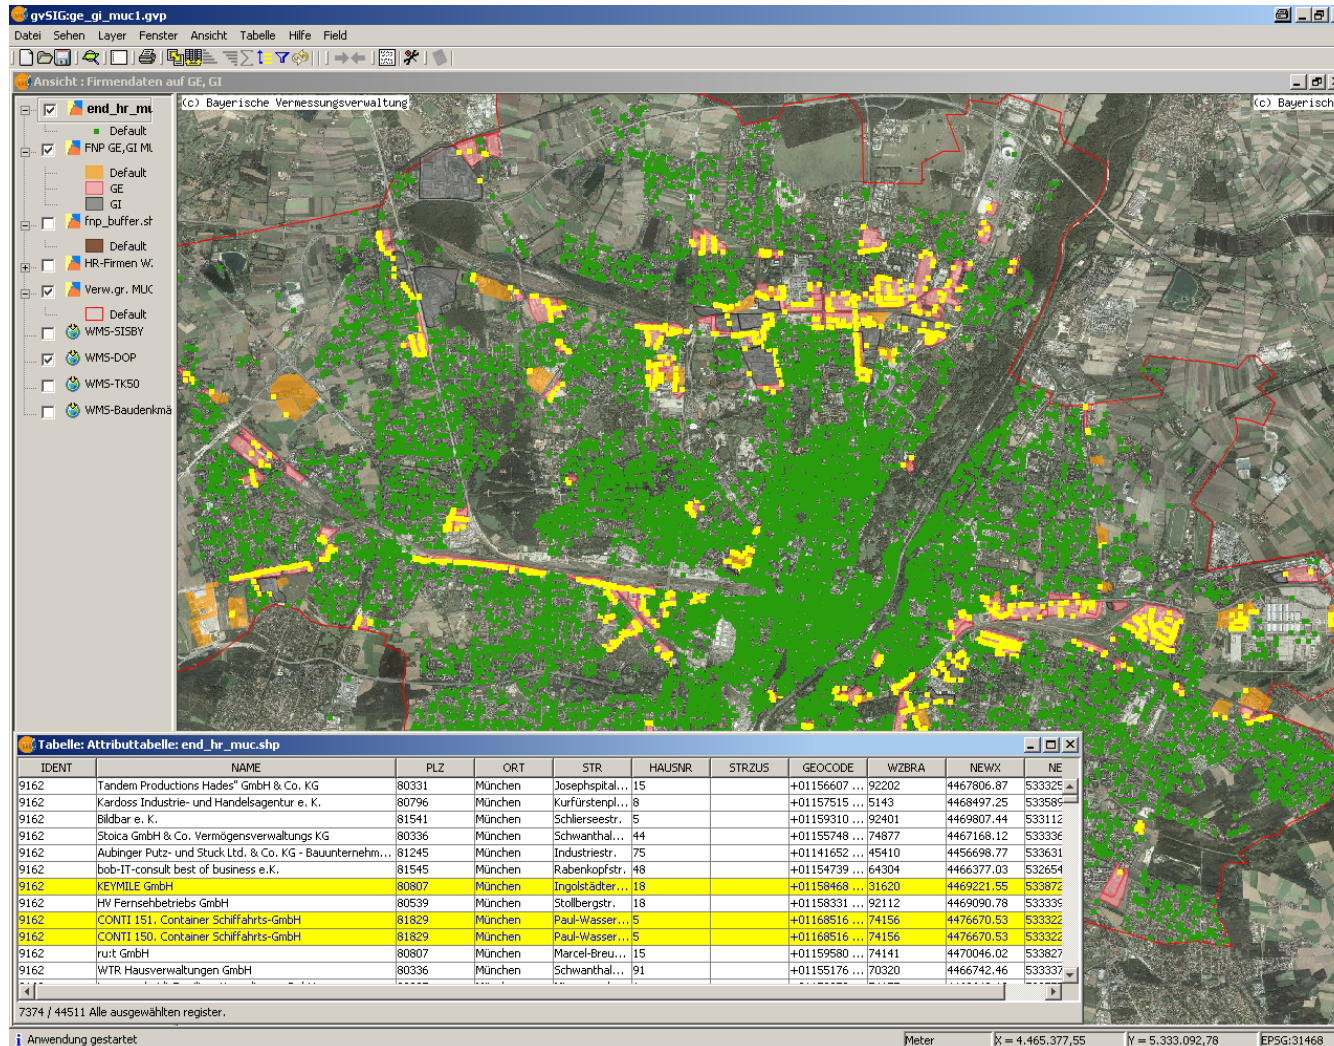 gvSIG:ge_gi_muc1.gvp
Datei Sehen Layer Fenster Ansicht Tabelle Hilfe Field
Ansicht : Firmendaten auf GE, GI
end_hr_mu
Default
FNP GE,GI MU
Default
GE
GI
fnp_buffer.sh
Default
HR-Firmen W.
Verw.gr. MUC
Default
WMS-SISBY
WMS-DOP
WMS-TK50
WMS-Baudenkmä
(c) Bayerische Vermessungsverwaltung
(c) Bayerisch
Tabelle: Attributtabelle: end_hr_muc.shp
IDENT NAME PLZ ORT STR HAUSNR STRZUS GEOCODE WZBRA NEWX NE
9162 Tandem Productions Hades" GmbH & Co. KG 80331 München Josephspital... 15 +01156607 ... 92202 4467806.87 533325
9162 Kardoss Industrie- und Handelsagentur e. K. 80796 München Kurfürstenpl... 8 +01157515 ... 5143 4468497.25 533589
9162 Bildbar e. K. 81541 München Schlierseestr. 5 +01159310 ... 92401 4469807.44 533112
9162 Stoica GmbH & Co. Vermögensverwaltungs KG 80336 München Schwanthal... 44 +01155748 ... 74877 4467168.12 533336
9162 Aubinger Putz- und Stuck Ltd. & Co. KG - Bauunternehm... 81245 München Industriestr. 75 +01141652 ... 45410 4456698.77 533631
9162 bob-IT-consult best of business e.K. 81545 München Rabenkopfstr. 48 +01154739 ... 64304 4466377.03 532654
9162 KEYMILE GmbH 80807 München Ingolstädter... 18 +01158468 ... 31620 4469221.55 533872
9162 HV Fernsehbetriebs GmbH 80539 München Stollbergstr. 18 +01158331 ... 92112 4469090.78 533339
9162 CONTI 151. Container Schiffahrts-GmbH 81829 München Paul-Wasser... 5 +01168516 ... 74156 4476670.53 533322
9162 CONTI 150. Container Schiffahrts-GmbH 81829 München Paul-Wasser... 5 +01168516 ... 74156 4476670.53 533322
9162 ru:t GmbH 80807 München Marcel-Breu... 15 +01159580 ... 74141 4470046.02 533827
9162 WTR Hausverwaltungen GmbH 80336 München Schwanthal... 91 +01155176 ... 70320 4466742.46 533337
7374 / 44511 Alle ausgewählten register.
Anwendung gestartet Meter X = 4.465.377,55 Y = 5.333.092,78 EPSG:31468